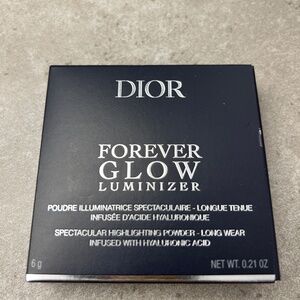 DIOR
FOREVER
GLOW
LUMINIZER
POUDRE ILLUMINATRICE SPECTACULAIRE - LONGUE TENUE
INFUSÉE D'ACIDE HYALURONIQUE
SPECTACULAR HIGHLIGHTING POWDER - LONG WEAR
INFUSED WITH HYALURONIC ACID
6 g NET WT. 0.21 OZ